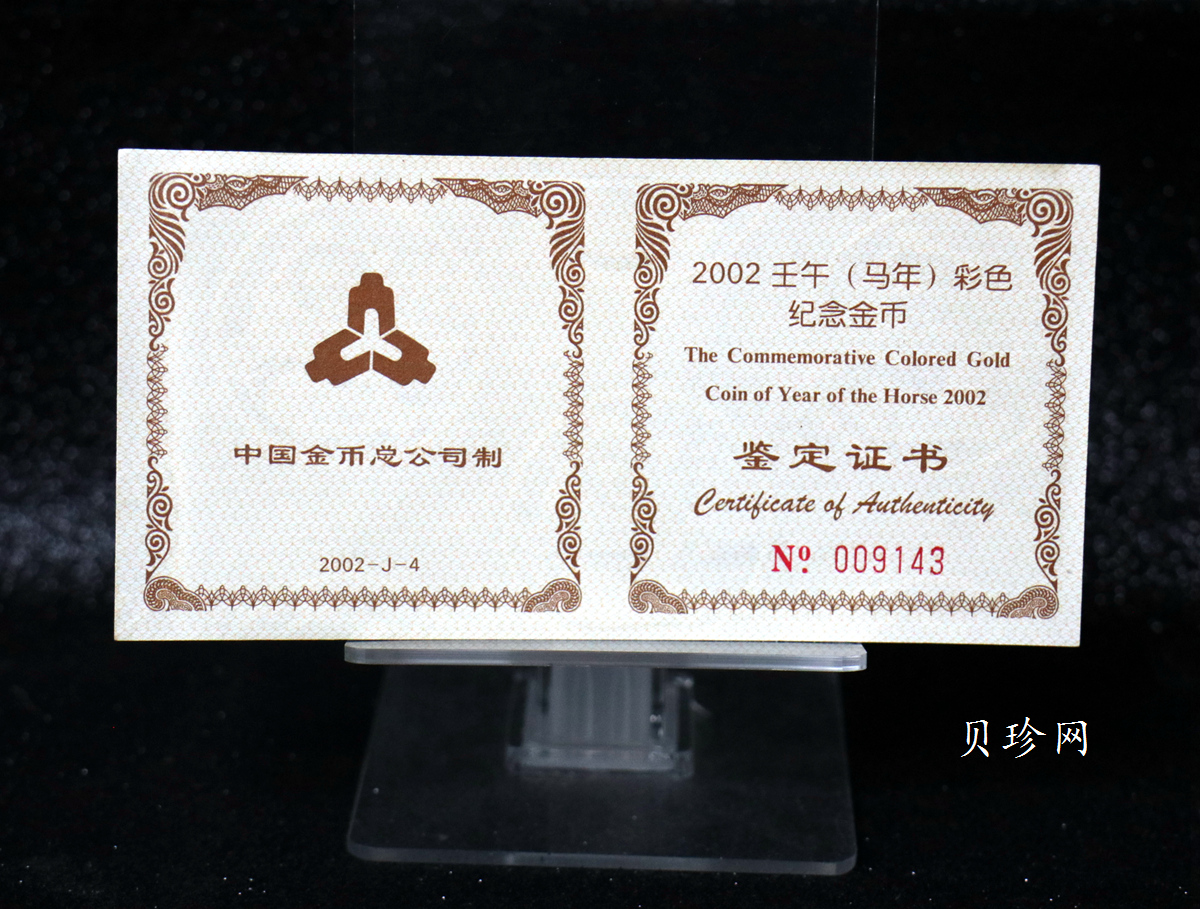 中国金币总公司制
2002-J-4
2002 壬午（马年）彩色
纪念金币
The Commemorative Colored Gold
Coin of Year of the Horse 2002
鉴定证书
Certificate of Authenticity
Nº 009143
贝珍网